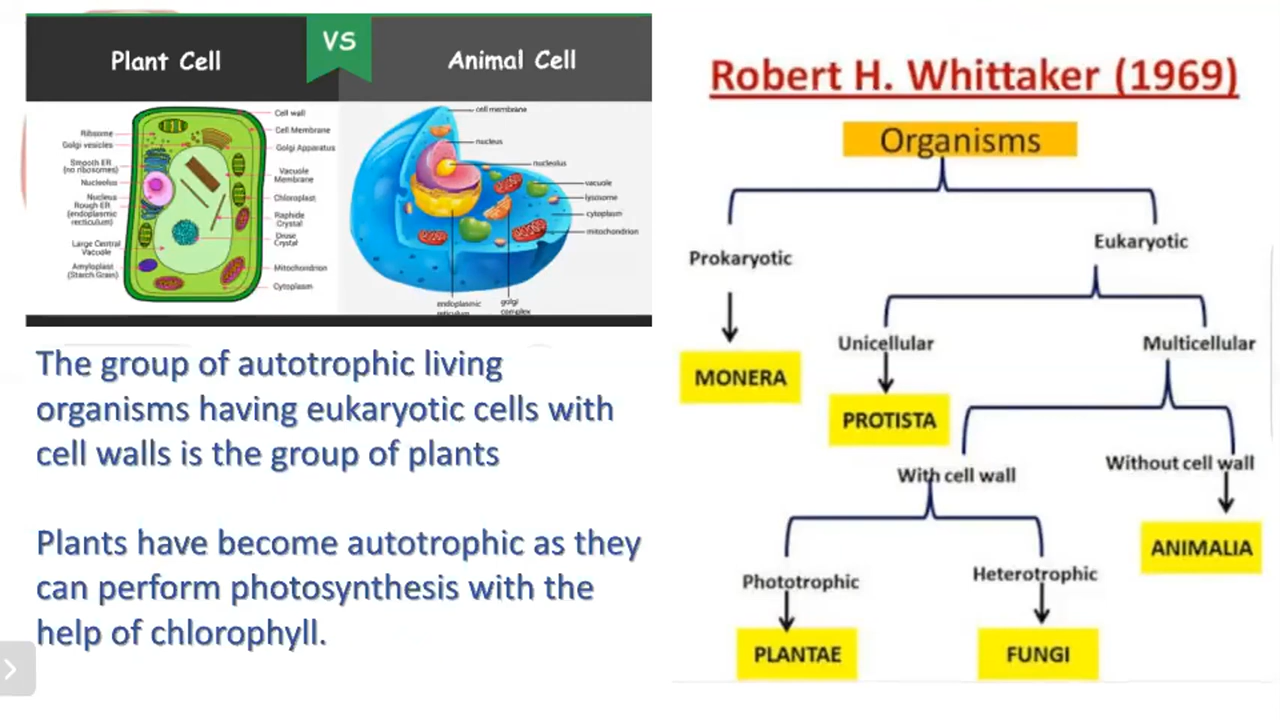 Plant Cell
VS
Animal Cell
Cell wall
Cell Membrane
Golgi Apparatus
Vacuole
Membrane
Chloroplast
Raphide
Crystal
Druse
Crystal
Mitochondrion
Cytoplasm
Ribosome
Golgi vesicles
Smooth ER
(no ribosomes)
Nucleolus
Nucleus
Rough ER
(endoplasmic
recticulum)
Large Central
Vacuole
Amyloplast
(Starch Grain)
cell membrane
nucleus
nucleolus
vacuole
lysosome
cytoplasm
mitochondrion
endoplasmic
reticulum
golgi
complex
The group of autotrophic living
organisms having eukaryotic cells with
cell walls is the group of plants
Plants have become autotrophic as they
can perform photosynthesis with the
help of chlorophyll.
Robert H. Whittaker (1969)
Organisms
Prokaryotic
Eukaryotic
Unicellular
Multicellular
MONERA
PROTISTA
With cell wall
Without cell wall
ANIMALIA
Phototrophic
Heterotrophic
PLANTAE
FUNGI